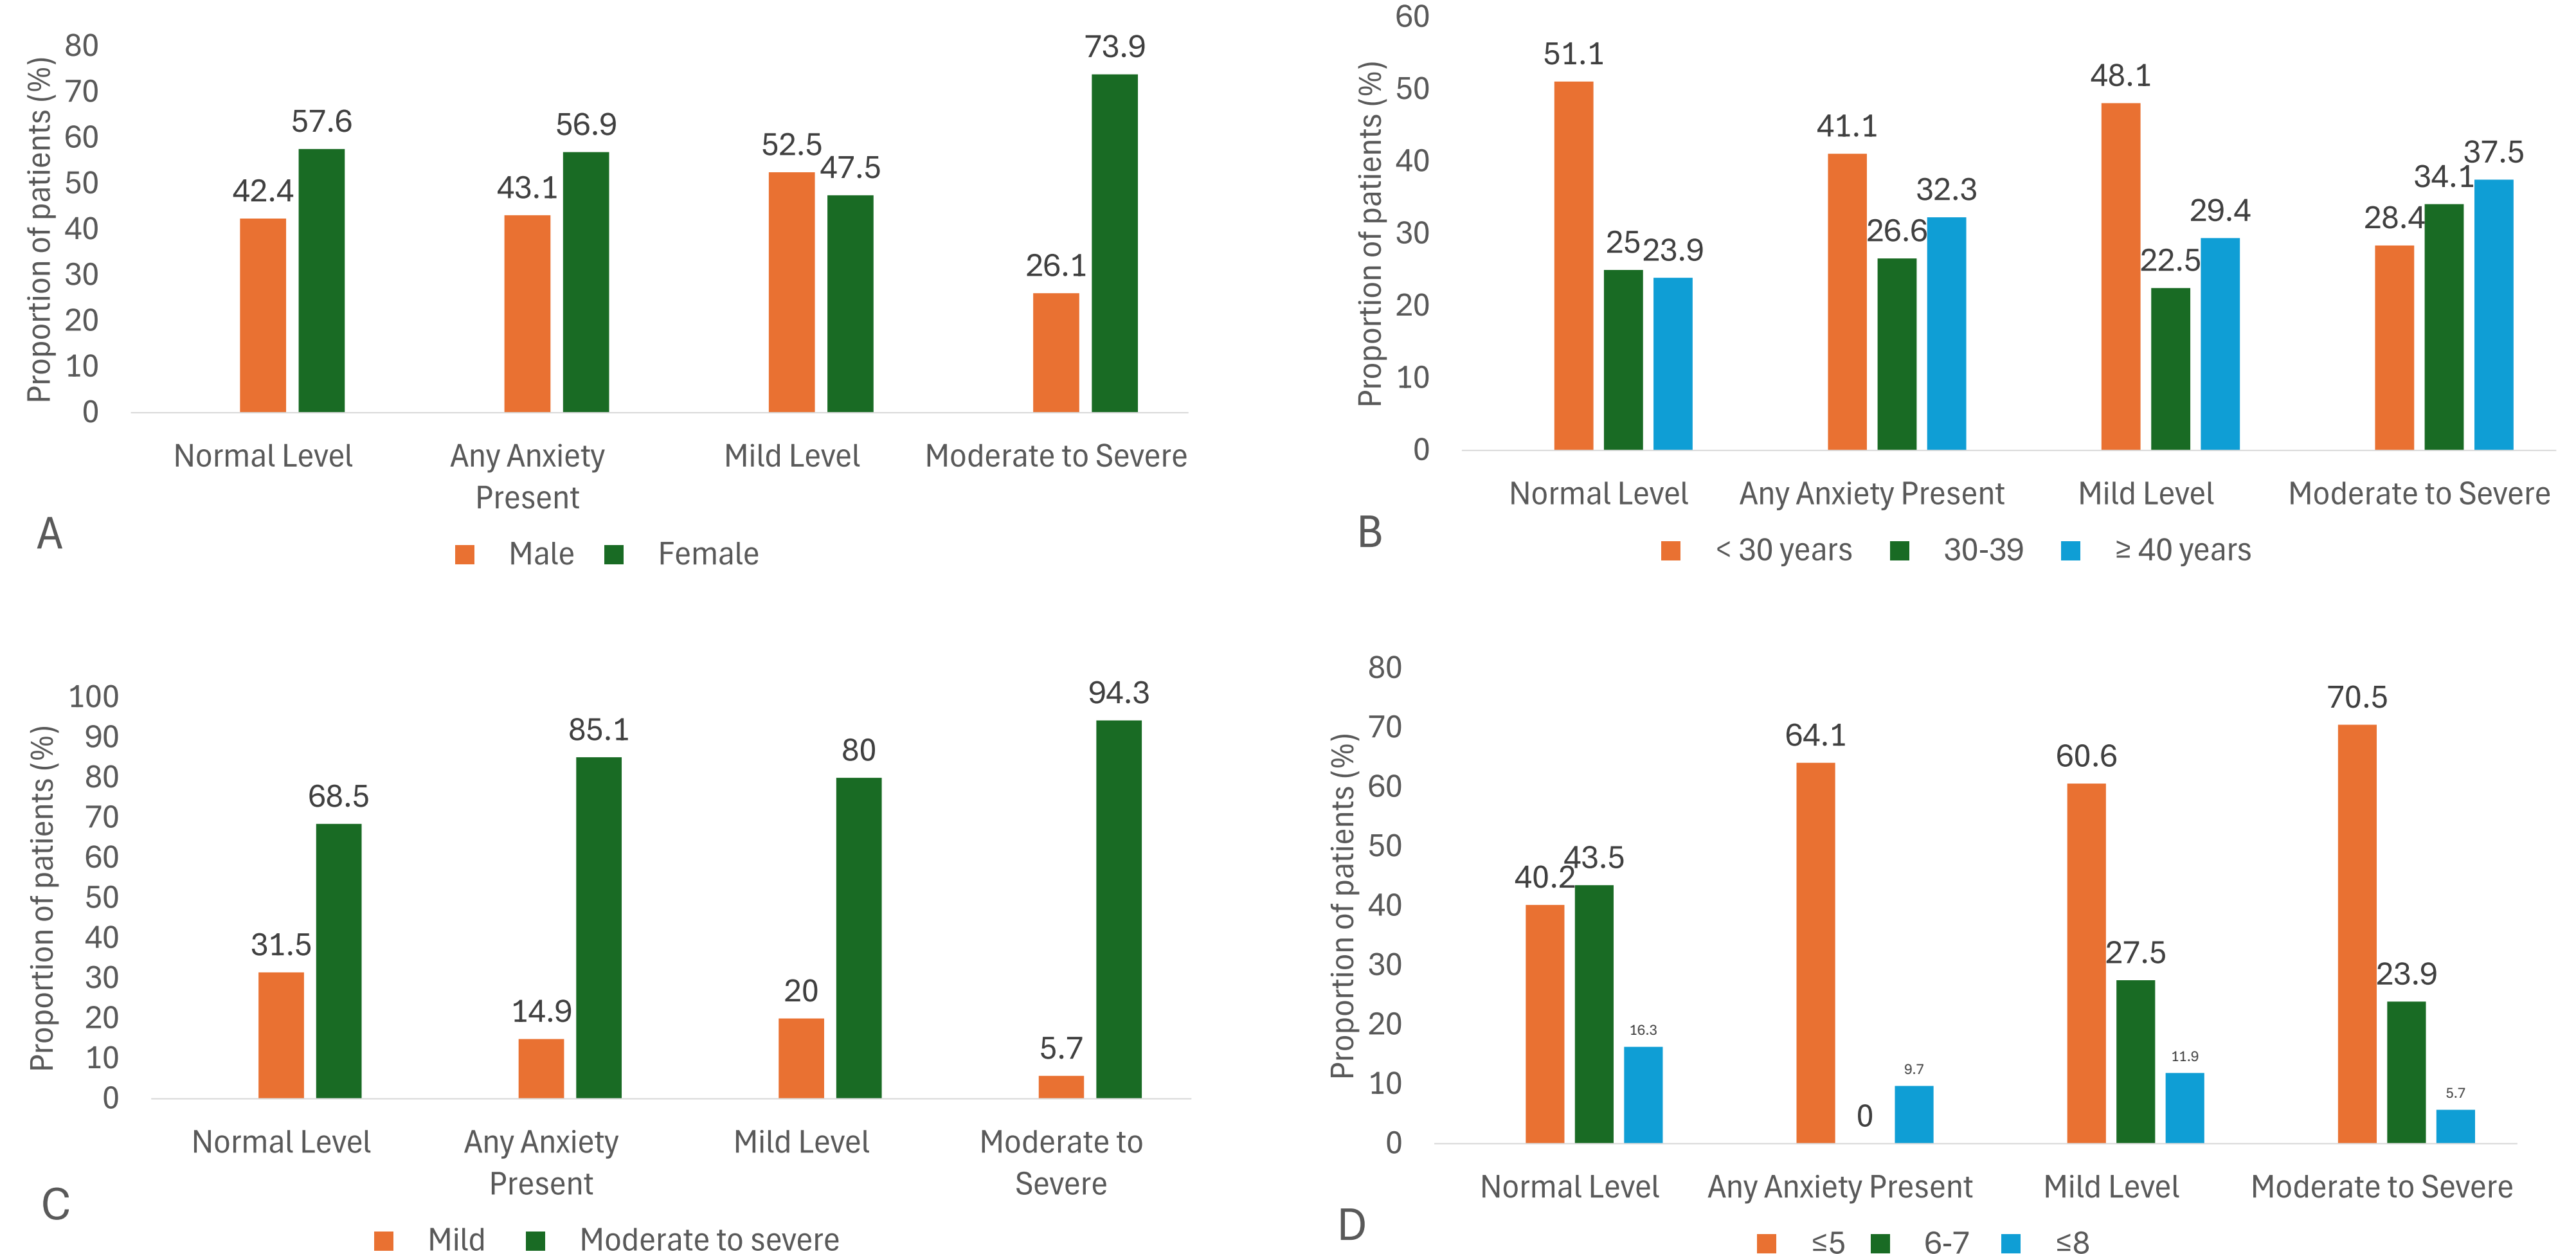 Proportion of patients (%)
80
70
60
50
40
30
20
10
0
42.4
57.6
43.1
56.9
52.5
47.5
26.1
73.9
Normal Level
Any Anxiety
Present
Mild Level
Moderate to Severe
A
Male
Female
Proportion of patients (%)
60
50
40
30
20
10
0
51.1
25
23.9
41.1
26.6
32.3
48.1
22.5
29.4
28.4
34.1
37.5
Normal Level
Any Anxiety Present
Mild Level
Moderate to Severe
B
< 30 years
30-39
≥ 40 years
Proportion of patients (%)
100
90
80
70
60
50
40
30
20
10
0
31.5
68.5
14.9
85.1
20
80
5.7
94.3
Normal Level
Any Anxiety
Present
Mild Level
Moderate to
Severe
C
Mild
Moderate to severe
Proportion of patients (%)
80
70
60
50
40
30
20
10
0
40.2
43.5
16.3
64.1
0
9.7
60.6
27.5
11.9
70.5
23.9
5.7
Normal Level
Any Anxiety Present
Mild Level
Moderate to Severe
D
≤5
6-7
≤8